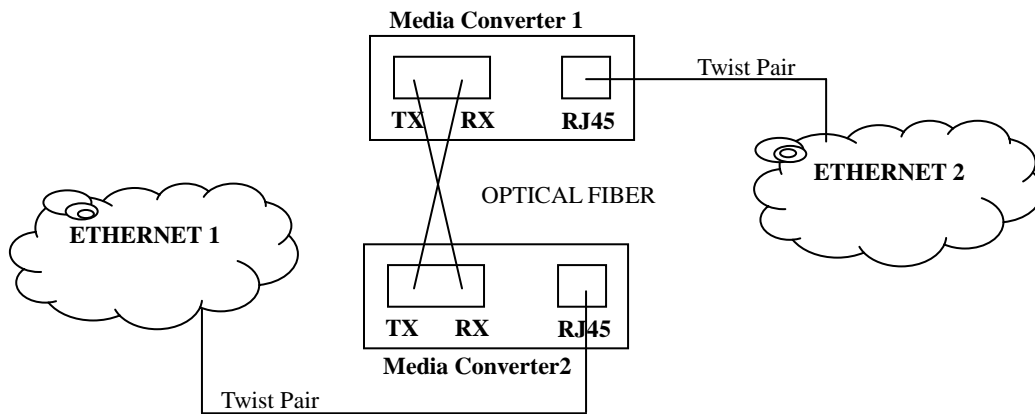 Media Converter 1
Twist Pair
TX RX RJ45
ETHERNET 2
OPTICAL FIBER
ETHERNET 1
TX RX RJ45
Media Converter2
Twist Pair